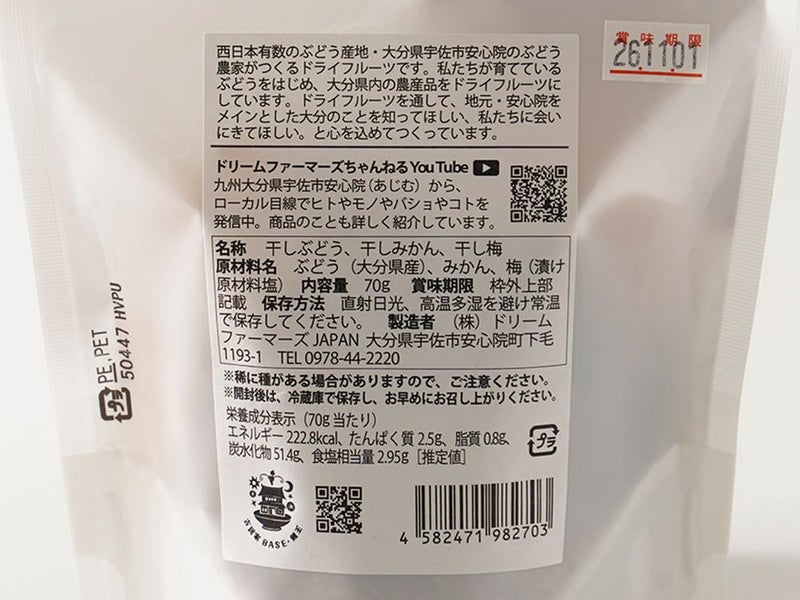 賞味期限
26.11.01
西日本有数のぶどう産地・大分県宇佐市安心院のぶどう
農家がつくるドライフルーツです。私たちが育てている
ぶどうをはじめ、大分県内の農産品をドライフルーツに
しています。ドライフルーツを通して、地元・安心院を
メインとした大分のことを知ってほしい、私たちに会い
にきてほしい。と心を込めてつくっています。
ドリームファーマーズちゃんねる YouTube
九州大分県宇佐市安心院(あじむ)から、
ローカル目線でヒトやモノやバショやコトを
発信中。商品のことも詳しく紹介しています。
名称 干しぶどう、干しみかん、干し梅
原材料名 ぶどう(大分県産)、みかん、梅(漬け
原材料塩) 内容量 70g 賞味期限 枠外上部
記載 保存方法 直射日光、高温多湿を避け常温
で保存してください。 製造者 (株)ドリーム
ファーマーズ JAPAN 大分県宇佐市安心院町下毛
1193-1 TEL 0978-44-2220
※稀に種がある場合がありますので、ご注意ください。
※開封後は、冷蔵庫で保存し、お早めにお召し上がりください。
栄養成分表示(70g 当たり)
エネルギー 222.8kcal、たんぱく質 2.5g、脂質 0.8g、
炭水化物 51.4g、食塩相当量 2.95g [推定値]
プラ
古民家 BASE・蔵王
4 582471 982703
プラ
PE, PET
50447 HVPU